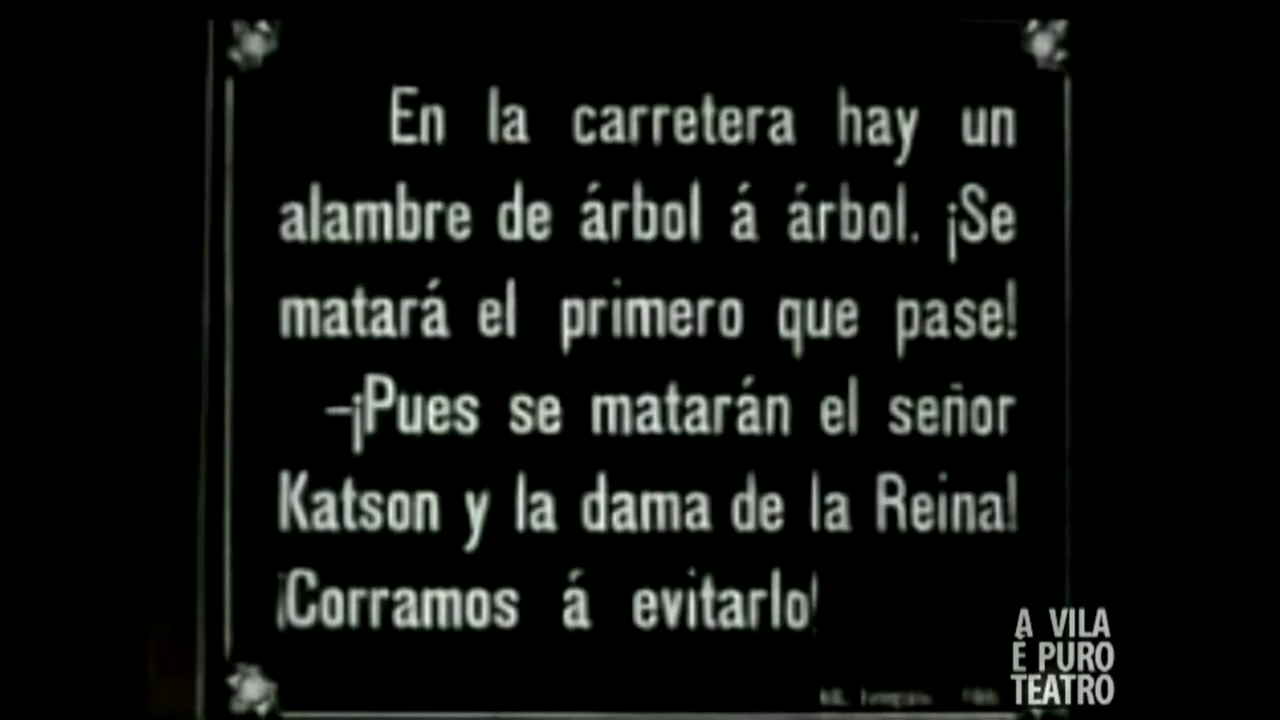 En la carretera hay un
alambre de árbol á árbol. ¡Se
matará el primero que pase!
–¡Pues se matarán el señor
Katson y la dama de la Reina!
¡Corramos á evitarlo!
A VILA
É PURO
TEATRO